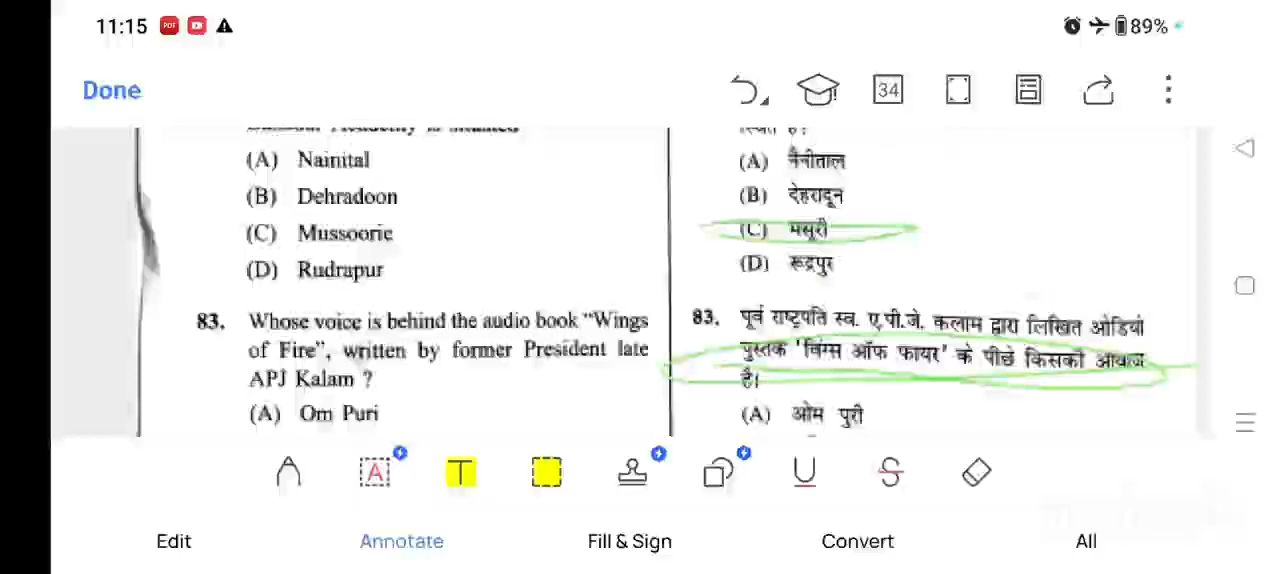 11:15
PDF
89%
Done
34
(A) Nainital
(B) Dehradoon
(C) Mussoorie
(D) Rudrapur
83. Whose voice is behind the audio book "Wings
of Fire", written by former President late
APJ Kalam ?
(A) Om Puri
स्थित है ?
(A) नैनीताल
(B) देहरादून
(C) मसूरी
(D) रूद्रपुर
83. पूर्व राष्ट्रपति स्व. ए.पी.जे. कलाम द्वारा लिखित ओडियो
पुस्तक 'विंग्स ऑफ फायर' के पीछे किसकी आवाज
है।
(A) ओम पुरी
A
T
U
S
Edit
Annotate
Fill & Sign
Convert
All